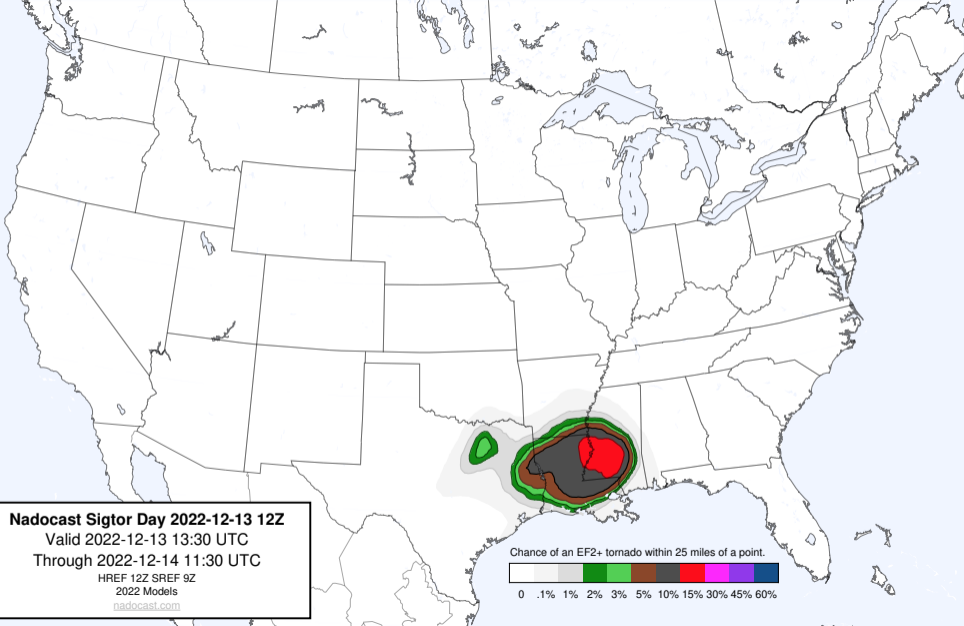 Nadocast Sigtor Day 2022-12-13 12Z
Valid 2022-12-13 13:30 UTC
Through 2022-12-14 11:30 UTC
HREF 12Z SREF 9Z
2022 Models
nadocast.com
Chance of an EF2+ tornado within 25 miles of a point.
0 .1% 1% 2% 3% 5% 10% 15% 30% 45% 60%